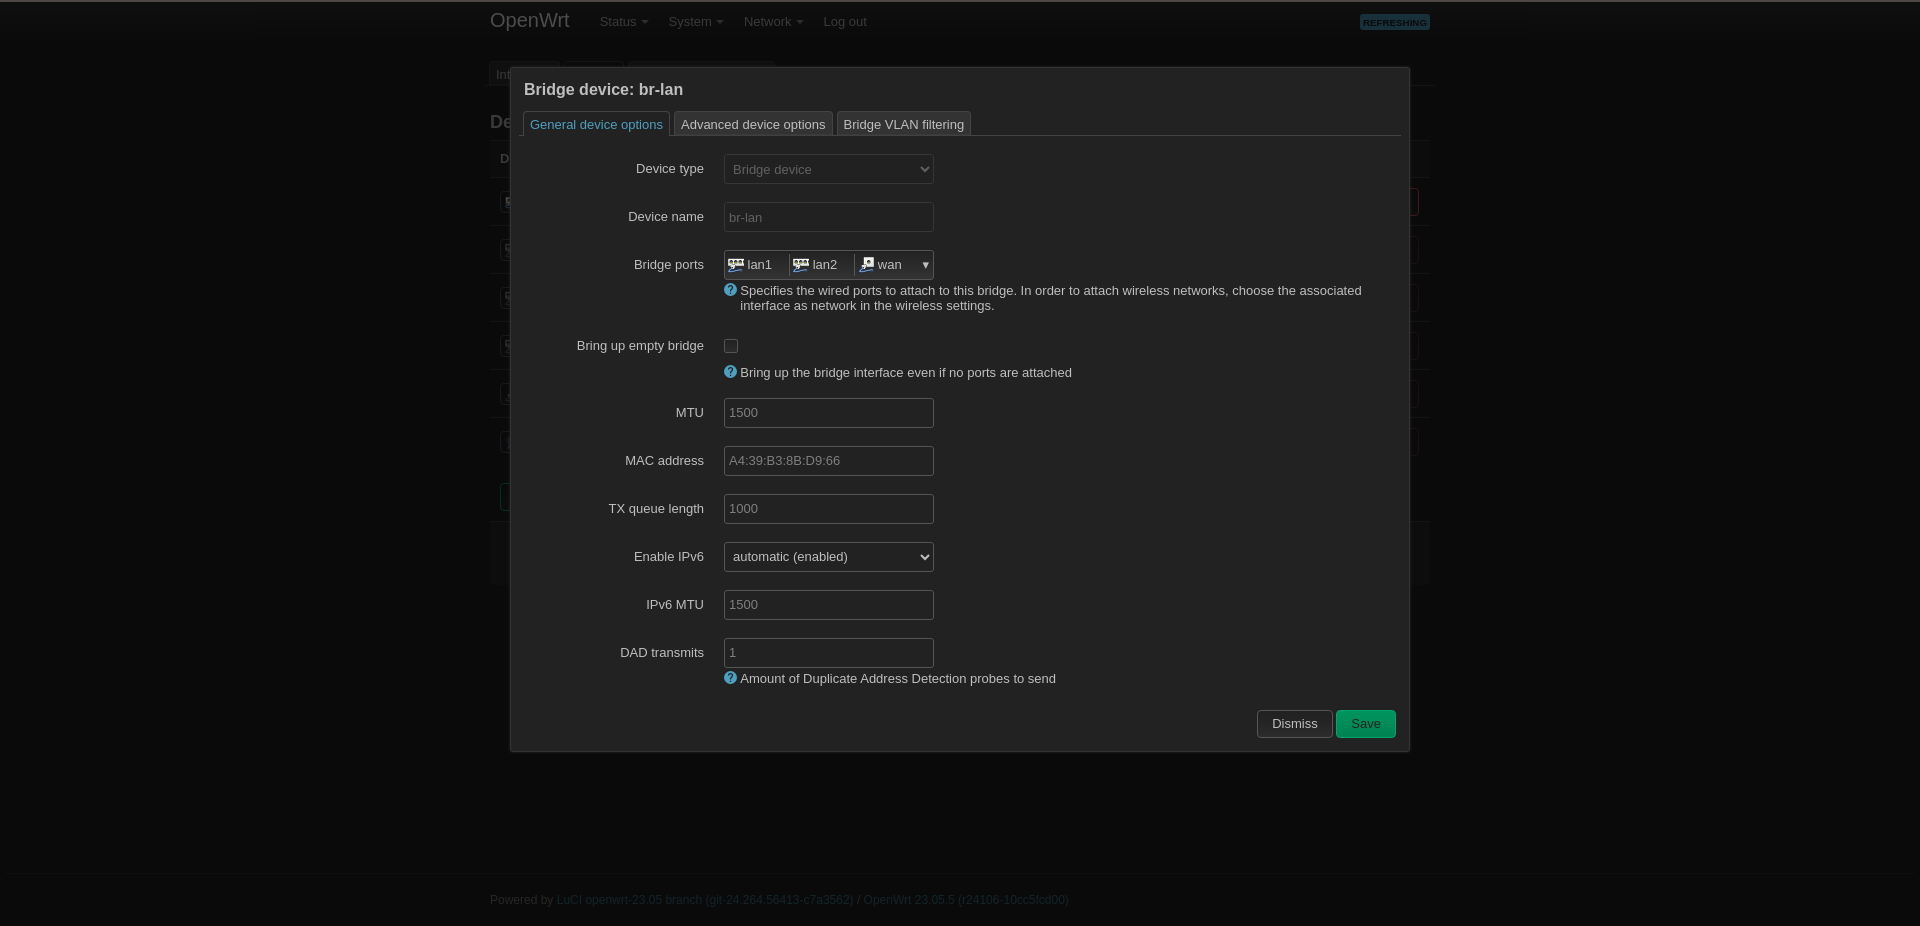 OpenWrt Status System Network Log out REFRESHING
Int
Bridge device: br-lan
General device options Advanced device options Bridge VLAN filtering
De
D
Device type Bridge device
Device name br-lan
Bridge ports lan1 lan2 wan
Specifies the wired ports to attach to this bridge. In order to attach wireless networks, choose the associated
interface as network in the wireless settings.
Bring up empty bridge
Bring up the bridge interface even if no ports are attached
MTU 1500
MAC address A4:39:B3:8B:D9:66
TX queue length 1000
Enable IPv6 automatic (enabled)
IPv6 MTU 1500
DAD transmits 1
Amount of Duplicate Address Detection probes to send
Dismiss Save
Powered by LuCI openwrt-23.05 branch (git-24.264.56413-c7a3562) / OpenWrt 23.05.5 (r24106-10cc5fcd00)